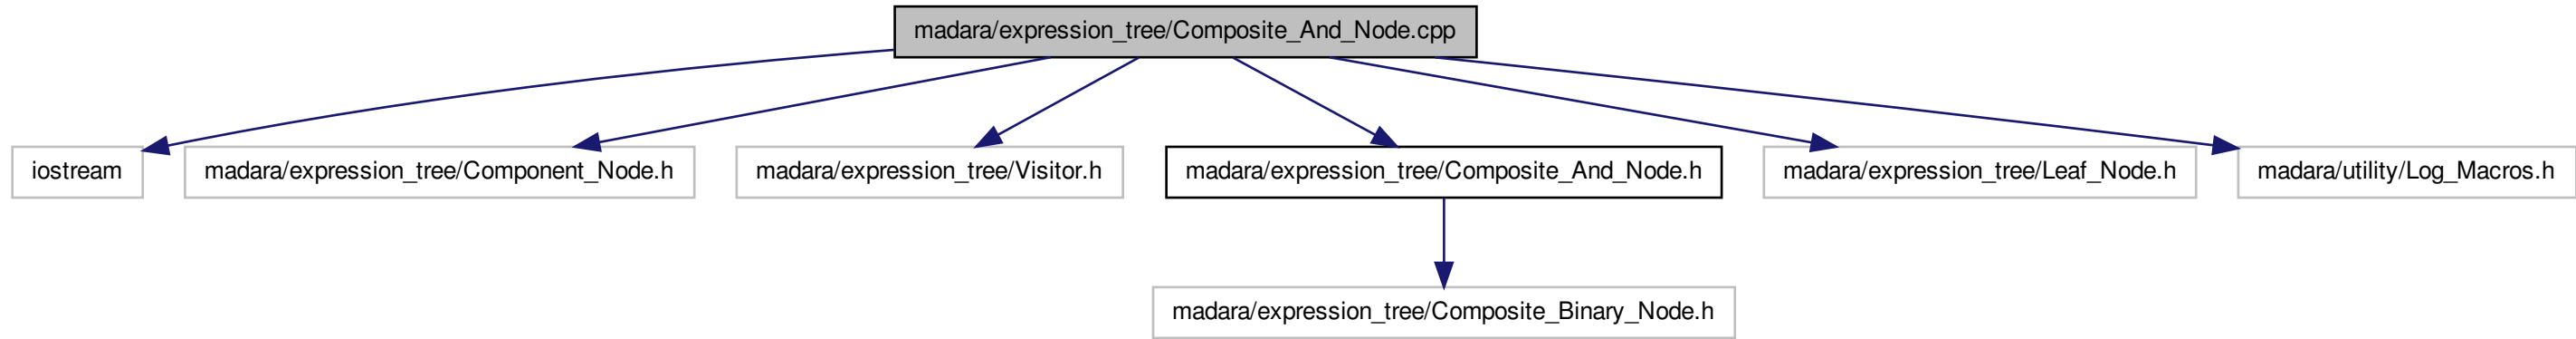 madara/expression_tree/Composite_And_Node.cpp
iostream
madara/expression_tree/Component_Node.h
madara/expression_tree/Visitor.h
madara/expression_tree/Composite_And_Node.h
madara/expression_tree/Leaf_Node.h
madara/utility/Log_Macros.h
madara/expression_tree/Composite_Binary_Node.h